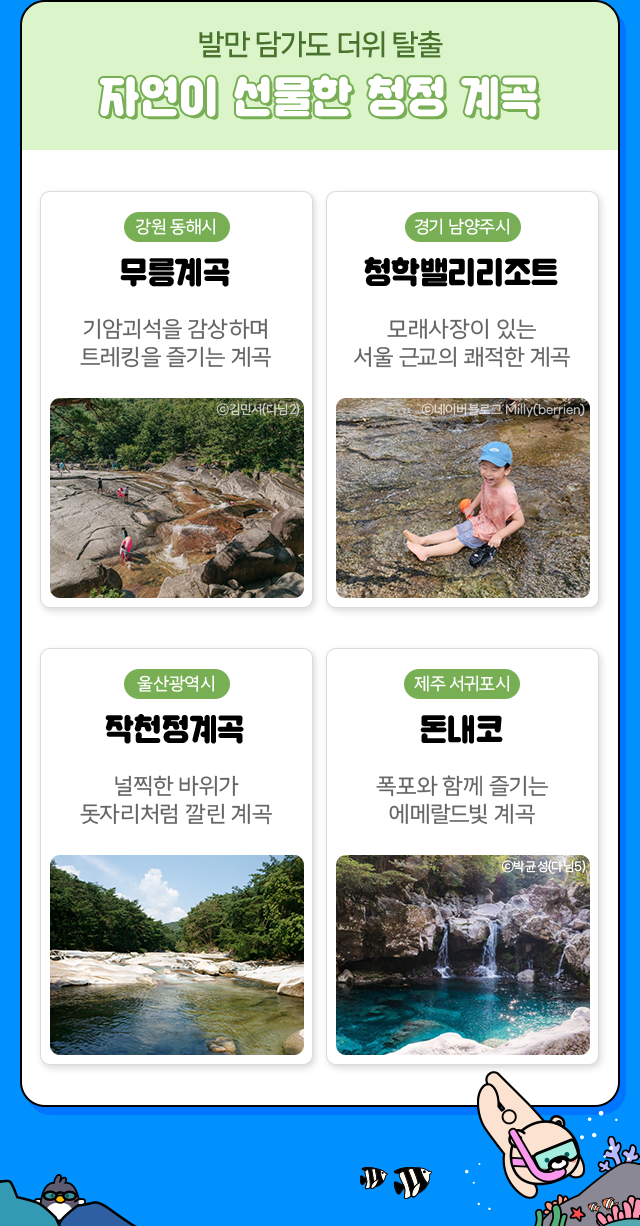 발만 담가도 더위 탈출
자연이 선물한 청정 계곡
강원 동해시
무릉계곡
기암괴석을 감상하며
트레킹을 즐기는 계곡
ⓒ김민서(다님2)
경기 남양주시
청학밸리리조트
모래사장이 있는
서울 근교의 쾌적한 계곡
ⓒ네이버블로그 Milly(berrien)
울산광역시
작천정계곡
널찍한 바위가
돗자리처럼 깔린 계곡
제주 서귀포시
돈내코
폭포와 함께 즐기는
에메랄드빛 계곡
ⓒ박균성(다님5)